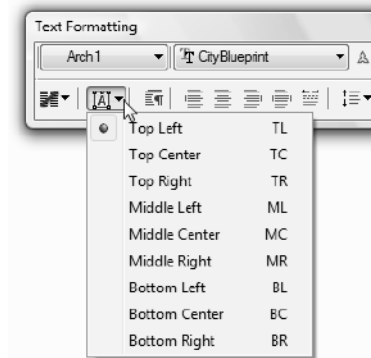 Text Formatting
Arch1 CityBlueprint
Top Left TL
Top Center TC
Top Right TR
Middle Left ML
Middle Center MC
Middle Right MR
Bottom Left BL
Bottom Center BC
Bottom Right BR